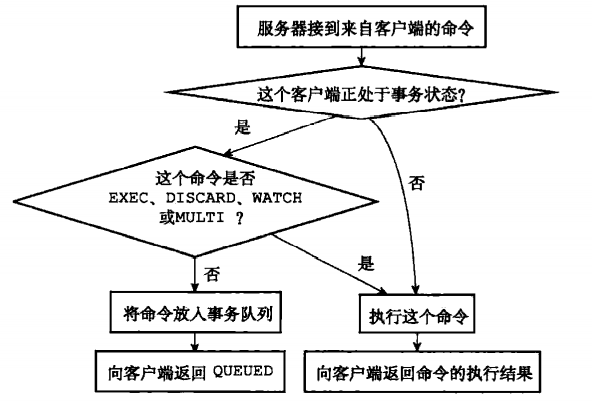 服务器接到来自客户端的命令
这个客户端正处于事务状态?
是
这个命令是否
EXEC、DISCARD、WATCH
或MULTI ?
否
是
否
将命令放入事务队列
执行这个命令
向客户端返回 QUEUED
向客户端返回命令的执行结果